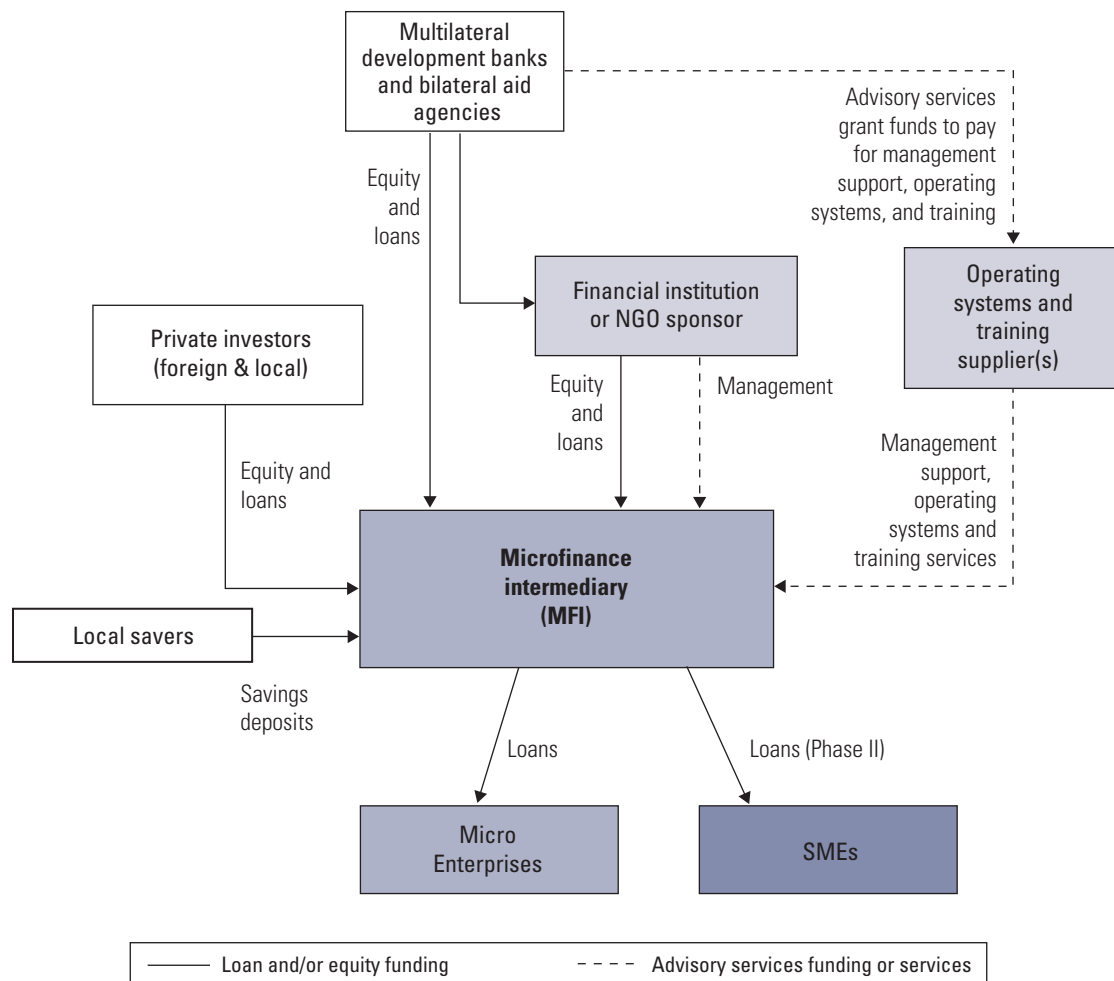 Multilateral
development banks
and bilateral aid
agencies
Advisory services
grant funds to pay
for management
support, operating
systems, and training
Equity
and
loans
Financial institution
or NGO sponsor
Operating
systems and
training
supplier(s)
Private investors
(foreign & local)
Equity
and
loans
Management
Equity and
loans
Management
support,
operating
systems and
training services
Microfinance
intermediary
(MFI)
Local savers
Savings
deposits
Loans
Loans (Phase II)
Micro
Enterprises
SMEs
Loan and/or equity funding
Advisory services funding or services